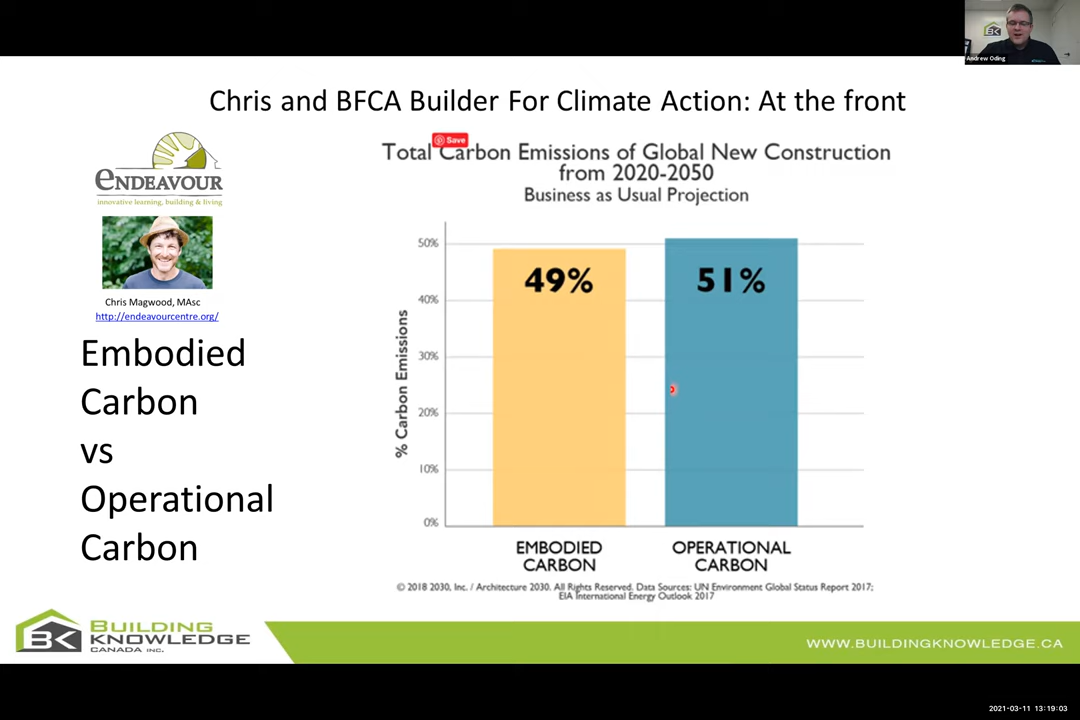 BK
Andrew Oding
Chris and BFCA Builder For Climate Action: At the front
ENDEAVOUR
innovative learning, building & living
Chris Magwood, MAsc
http://endeavourcentre.org/
Embodied
Carbon
vs
Operational
Carbon
Save
Total Carbon Emissions of Global New Construction
from 2020-2050
Business as Usual Projection
% Carbon Emissions
50%
40%
30%
20%
10%
0%
49%
51%
EMBODIED
CARBON
OPERATIONAL
CARBON
© 2018 2030, Inc. / Architecture 2030. All Rights Reserved. Data Sources: UN Environment Global Status Report 2017;
EIA International Energy Outlook 2017
BK
BUILDING
KNOWLEDGE
CANADA INC.
WWW.BUILDINGKNOWLEDGE.CA
2021-03-11 13:19:03